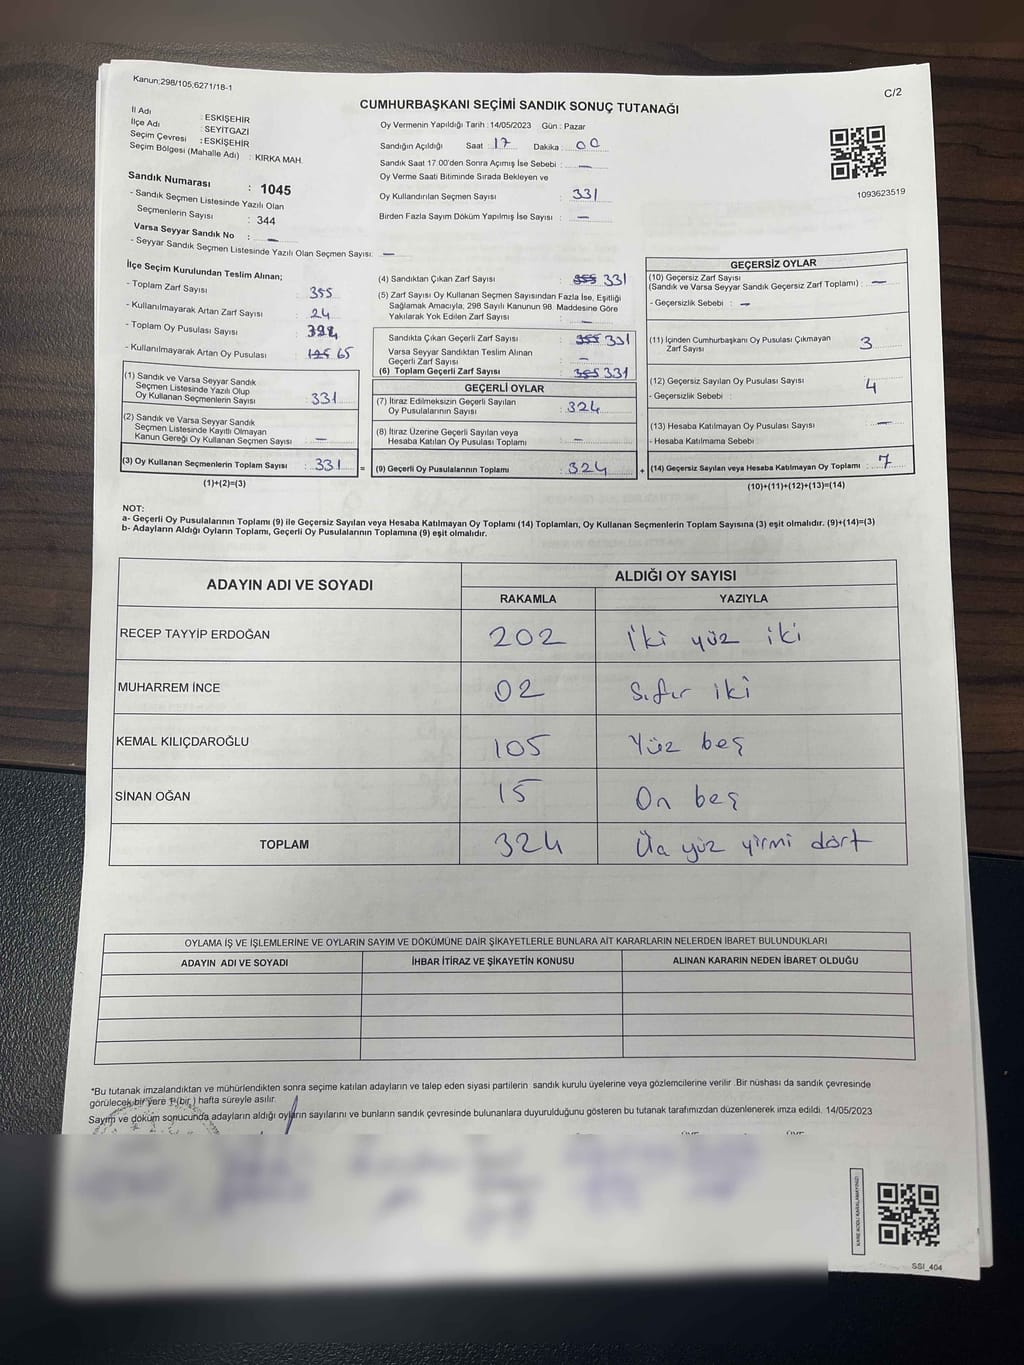 Kanun:298/105,6271/18-1
C/2
CUMHURBAŞKANI SEÇİMİ SANDIK SONUÇ TUTANAĞI
İl Adı : ESKİŞEHİR
İlçe Adı : SEYİTGAZİ
Seçim Çevresi : ESKİŞEHİR
Seçim Bölgesi (Mahalle Adı) : KIRKA MAH.
Sandık Numarası : 1045
- Sandık Seçmen Listesinde Yazılı Olan
Seçmenlerin Sayısı : 344
Varsa Seyyar Sandık No : —
- Seyyar Sandık Seçmen Listesinde Yazılı Olan Seçmen Sayısı: —
Oy Vermenin Yapıldığı Tarih : 14/05/2023 Gün : Pazar
Sandığın Açıldığı Saat : 17 Dakika : 00
Sandık Saat 17.00'den Sonra Açımış İse Sebebi : —
Oy Verme Saati Bitiminde Sırada Bekleyen ve
Oy Kullandırılan Seçmen Sayısı : 331
Birden Fazla Sayım Döküm Yapılmış İse Sayısı : —
1093623519
İlçe Seçim Kurulundan Teslim Alınan;
- Toplam Zarf Sayısı : 355
- Kullanılmayarak Artan Zarf Sayısı : 24
- Toplam Oy Pusulası Sayısı :
- Kullanılmayarak Artan Oy Pusulası : 65
(1) Sandık ve Varsa Seyyar Sandık
Seçmen Listesinde Yazılı Olup
Oy Kullanan Seçmenlerin Sayısı : 331
(2) Sandık ve Varsa Seyyar Sandık
Seçmen Listesinde Kayıtlı Olmayan
Kanun Gereği Oy Kullanan Seçmen Sayısı : —
(3) Oy Kullanan Seçmenlerin Toplam Sayısı : 331 =
(1)+(2)=(3)
(4) Sandıktan Çıkan Zarf Sayısı : 355 331
(5) Zarf Sayısı Oy Kullanan Seçmen Sayısından Fazla İse, Eşitliği
Sağlamak Amacıyla, 298 Sayılı Kanunun 98. Maddesine Göre
Yakılarak Yok Edilen Zarf Sayısı : —
Sandıkta Çıkan Geçerli Zarf Sayısı : 355 331
Varsa Seyyar Sandıktan Teslim Alınan
Geçerli Zarf Sayısı : —
(6) Toplam Geçerli Zarf Sayısı : 355 331
GEÇERLİ OYLAR
(7) İtiraz Edilmeksizin Geçerli Sayılan
Oy Pusulalarının Sayısı : 324
(8) İtiraz Üzerine Geçerli Sayılan veya
Hesaba Katılan Oy Pusulası Toplamı : —
(9) Geçerli Oy Pusulalarının Toplamı : 324 +
GEÇERSİZ OYLAR
(10) Geçersiz Zarf Sayısı
(Sandık ve Varsa Seyyar Sandık Geçersiz Zarf Toplamı) : —
- Geçersizlik Sebebi : —
(11) İçinden Cumhurbaşkanı Oy Pusulası Çıkmayan
Zarf Sayısı : 3
(12) Geçersiz Sayılan Oy Pusulası Sayısı : 4
- Geçersizlik Sebebi :
(13) Hesaba Katılmayan Oy Pusulası Sayısı : —
- Hesaba Katılmama Sebebi
(14) Geçersiz Sayılan veya Hesaba Katılmayan Oy Toplamı : 7
(10)+(11)+(12)+(13)=(14)
NOT:
a- Geçerli Oy Pusulalarının Toplamı (9) ile Geçersiz Sayılan veya Hesaba Katılmayan Oy Toplamı (14) Toplamları, Oy Kullanan Seçmenlerin Toplam Sayısına (3) eşit olmalıdır. (9)+(14)=(3)
b- Adayların Aldığı Oyların Toplamı, Geçerli Oy Pusulalarının Toplamına (9) eşit olmalıdır.
ADAYIN ADI VE SOYADI ALDIĞI OY SAYISI
RAKAMLA YAZIYLA
RECEP TAYYİP ERDOĞAN 202 İki yüz iki
MUHARREM İNCE 02 Sıfır iki
KEMAL KILIÇDAROĞLU 105 Yüz beş
SİNAN OĞAN 15 On beş
TOPLAM 324 Üç yüz yirmi dört
OYLAMA İŞ VE İŞLEMLERİNE VE OYLARIN SAYIM VE DÖKÜMÜNE DAİR ŞİKAYETLERLE BUNLARA AİT KARARLARIN NELERDEN İBARET BULUNDUKLARI
ADAYIN ADI VE SOYADI İHBAR İTİRAZ VE ŞİKAYETİN KONUSU ALINAN KARARIN NEDEN İBARET OLDUĞU
*Bu tutanak imzalandıktan ve mühürlendikten sonra seçime katılan adayların ve talep eden siyasi partilerin sandık kurulu üyelerine veya gözlemcilerine verilir .Bir nüshası da sandık çevresinde
görülecek bir yere 1 (bir ) hafta süreyle asılır.
Sayım ve döküm sonucunda adayların aldığı oyların sayılarını ve bunların sandık çevresinde bulunanlara duyurulduğunu gösteren bu tutanak tarafımızdan düzenlenerek imza edildi. 14/05/2023
KARE KODU KARALAMAYINIZ!
SSI_404